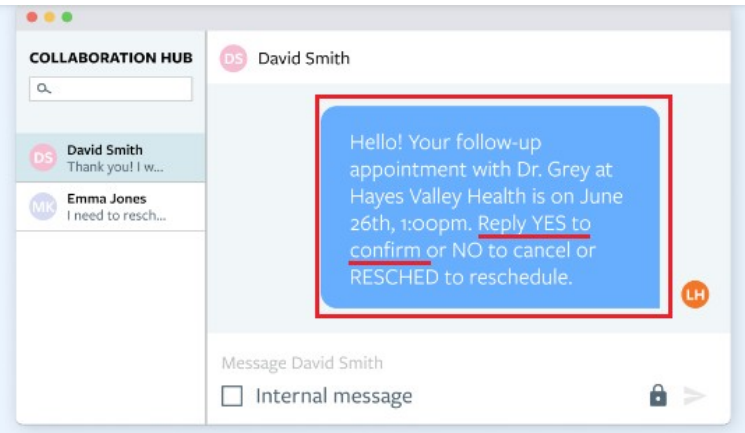 COLLABORATION HUB
DS David Smith
DS David Smith
Thank you! I w...
MK Emma Jones
I need to resch...
Hello! Your follow-up
appointment with Dr. Grey at
Hayes Valley Health is on June
26th, 1:00pm. Reply YES to
confirm or NO to cancel or
RESCHED to reschedule.
LH
Message David Smith
Internal message